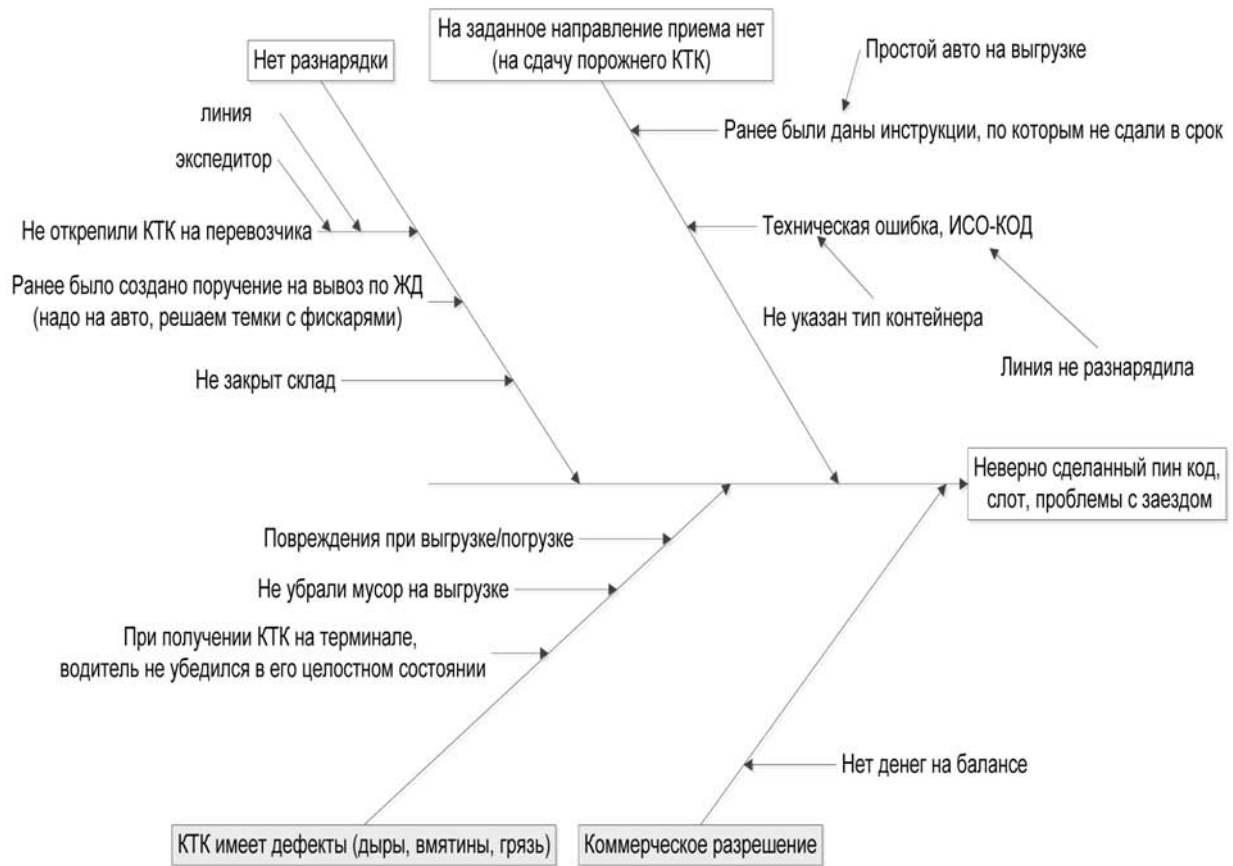 На заданное направление приема нет
(на сдачу порожнего КТК)
Нет разнарядки
Простой авто на выгрузке
линия
Ранее были даны инструкции, по которым не сдали в срок
экспедитор
Не открепили КТК на перевозчика
Техническая ошибка, ИСО-КОД
Ранее было создано поручение на вывоз по ЖД
(надо на авто, решаем темки с фискарями)
Не указан тип контейнера
Линия не разнарядила
Не закрыт склад
Неверно сделанный пин код,
слот, проблемы с заездом
Повреждения при выгрузке/погрузке
Не убрали мусор на выгрузке
При получении КТК на терминале,
водитель не убедился в его целостном состоянии
Нет денег на балансе
КТК имеет дефекты (дыры, вмятины, грязь)
Коммерческое разрешение